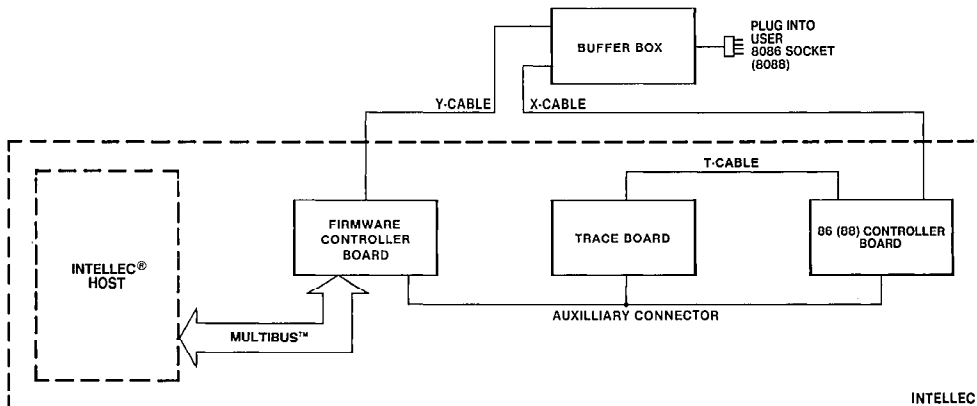 BUFFER BOX
PLUG INTO
USER
8086 SOCKET
(8088)
Y-CABLE
X-CABLE
T-CABLE
INTELLEC®
HOST
FIRMWARE
CONTROLLER
BOARD
TRACE BOARD
86 (88) CONTROLLER
BOARD
MULTIBUS™
AUXILLIARY CONNECTOR
INTELLEC